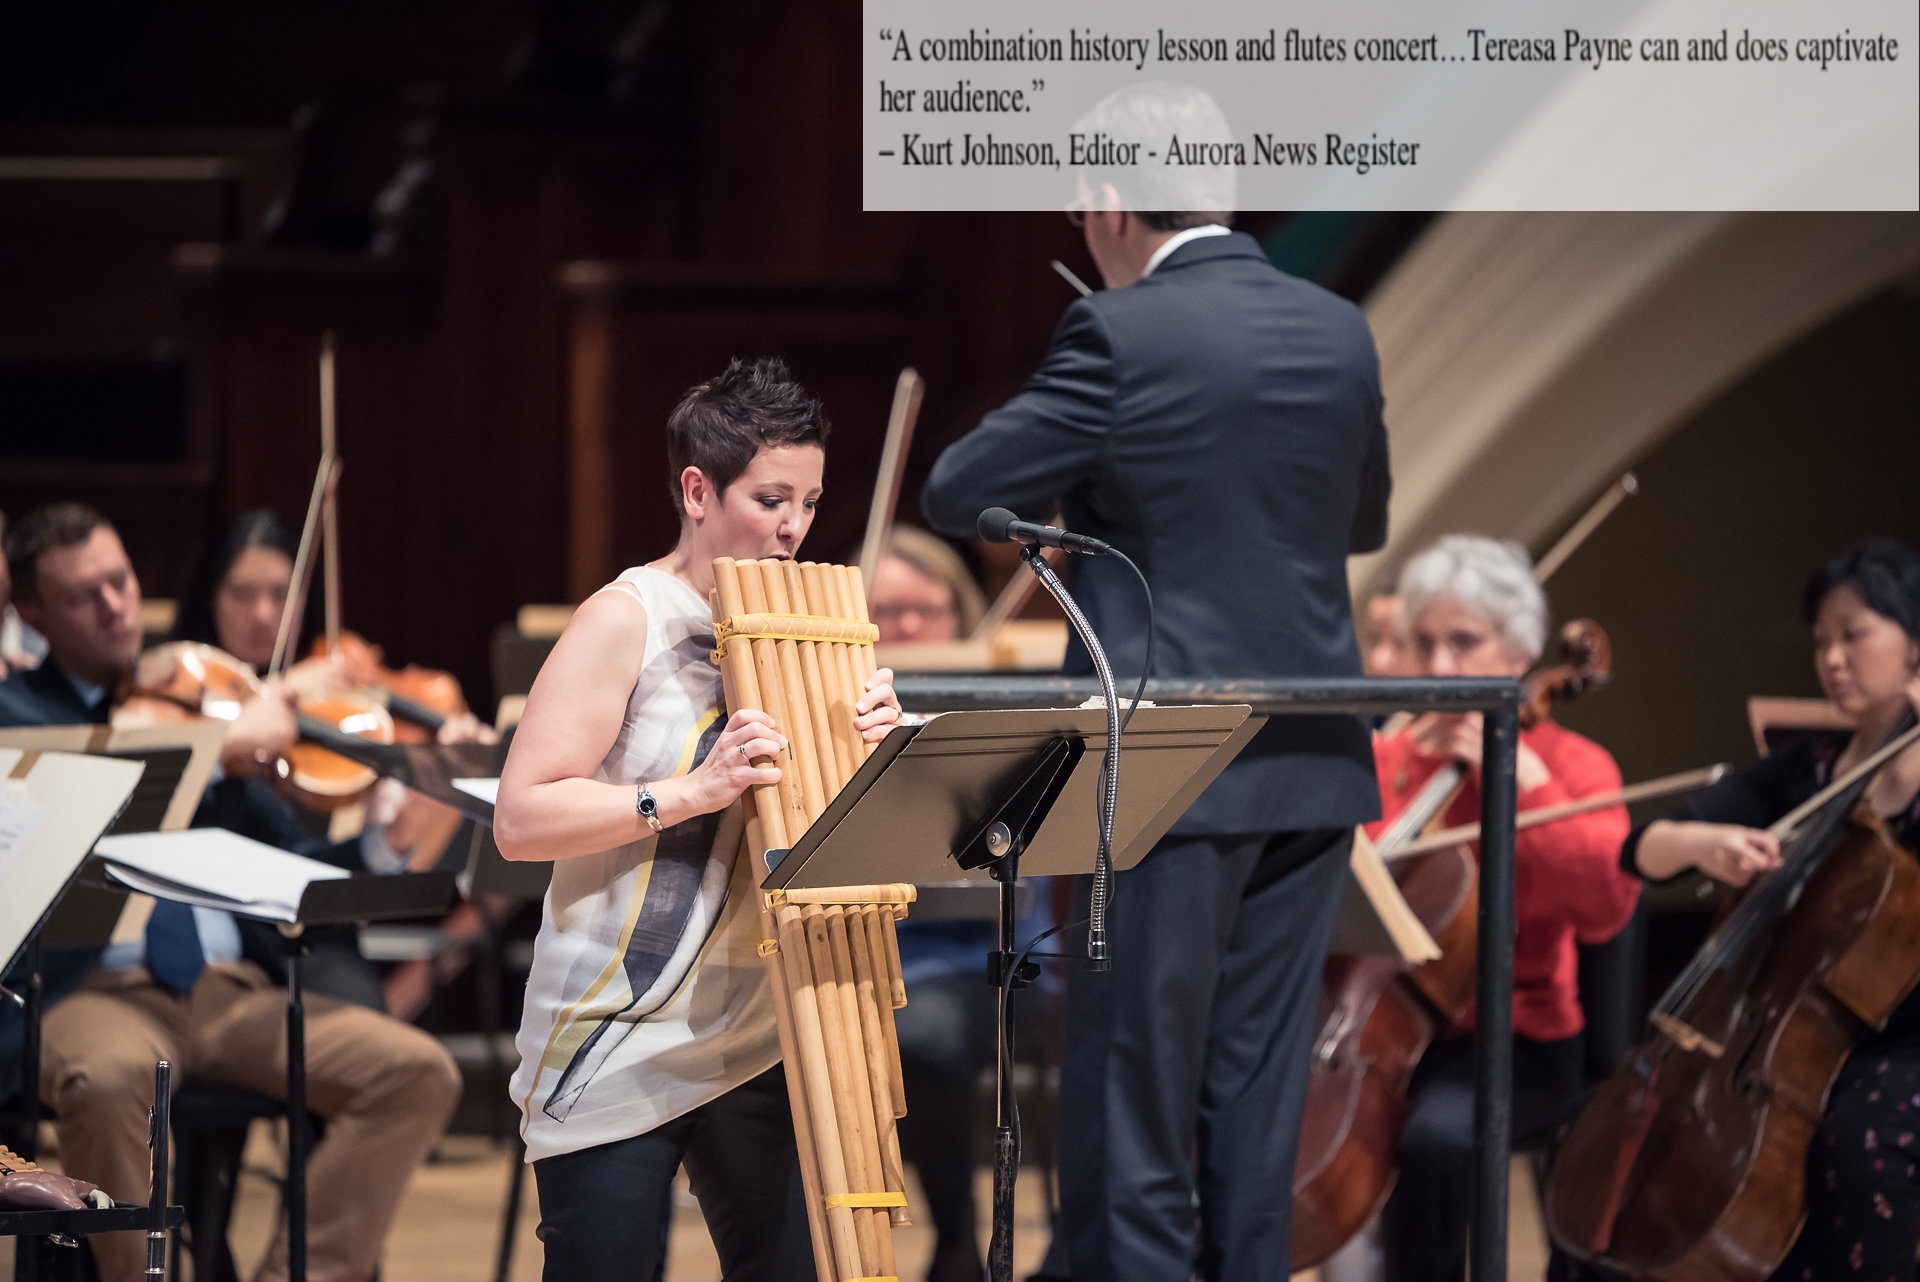 “A combination history lesson and flutes concert…Tereasa Payne can and does captivate
her audience.”
– Kurt Johnson, Editor - Aurora News Register